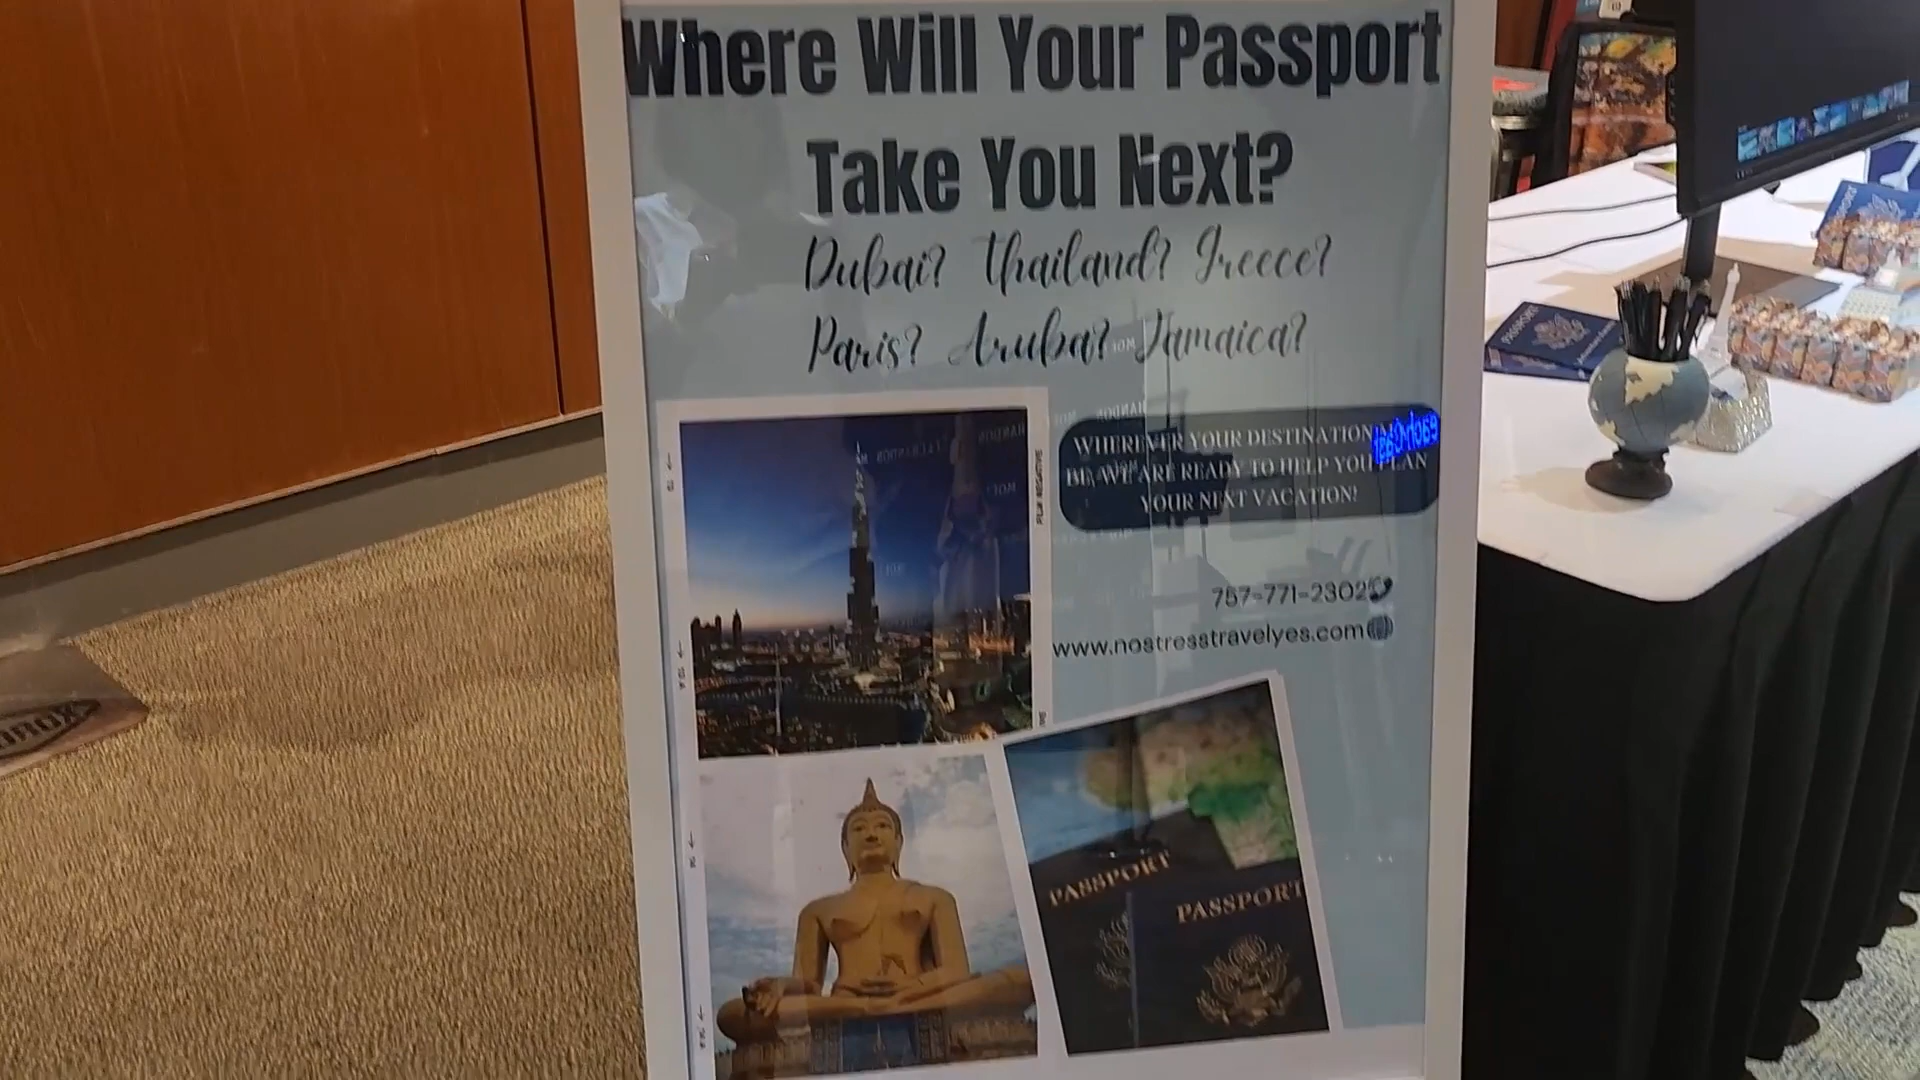 Where Will Your Passport
Take You Next?
Dubai? Thailand? Greece?
Paris? Aruba? Jamaica?
WHEREVER YOUR DESTINATION
BE, WE ARE READY TO HELP YOU PLAN
YOUR NEXT VACATION!
757-771-2302
www.nostresstravelyes.com
PASSPORT
PASSPORT
PASSPORT